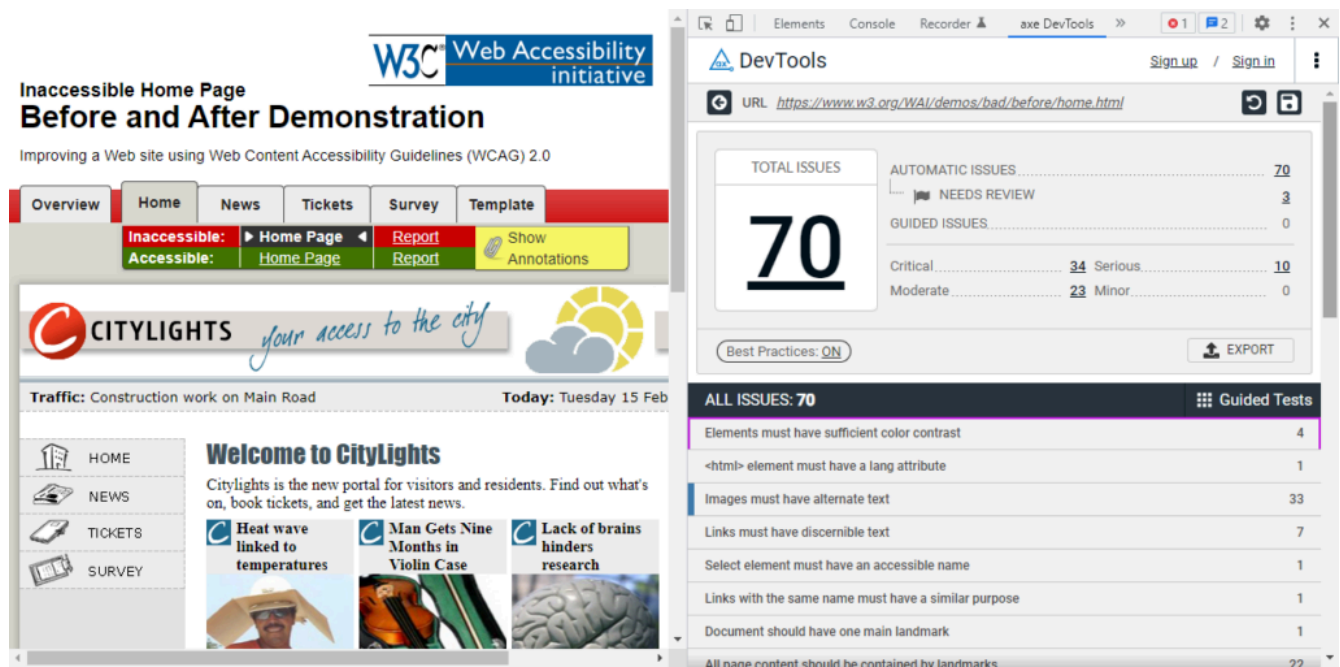 W3C® Web Accessibility
initiative
Inaccessible Home Page
Before and After Demonstration
Improving a Web site using Web Content Accessibility Guidelines (WCAG) 2.0
Overview Home News Tickets Survey Template
Inaccessible: Home Page Report
Accessible: Home Page Report
Show
Annotations
CITYLIGHTS your access to the city
Traffic: Construction work on Main Road Today: Tuesday 15 Feb
HOME
NEWS
TICKETS
SURVEY
Welcome to CityLights
Citylights is the new portal for visitors and residents. Find out what's
on, book tickets, and get the latest news.
Heat wave
linked to
temperatures
Man Gets Nine
Months in
Violin Case
Lack of brains
hinders
research
Elements Console Recorder axe DevTools » 1 2
ax DevTools Sign up / Sign in
URL https://www.w3.org/WAI/demos/bad/before/home.html
TOTAL ISSUES
70
AUTOMATIC ISSUES 70
NEEDS REVIEW 3
GUIDED ISSUES 0
Critical 34 Serious 10
Moderate 23 Minor 0
Best Practices: ON EXPORT
ALL ISSUES: 70 Guided Tests
Elements must have sufficient color contrast 4
<html> element must have a lang attribute 1
Images must have alternate text 33
Links must have discernible text 7
Select element must have an accessible name 1
Links with the same name must have a similar purpose 1
Document should have one main landmark 1
All page content should be contained by landmarks 22